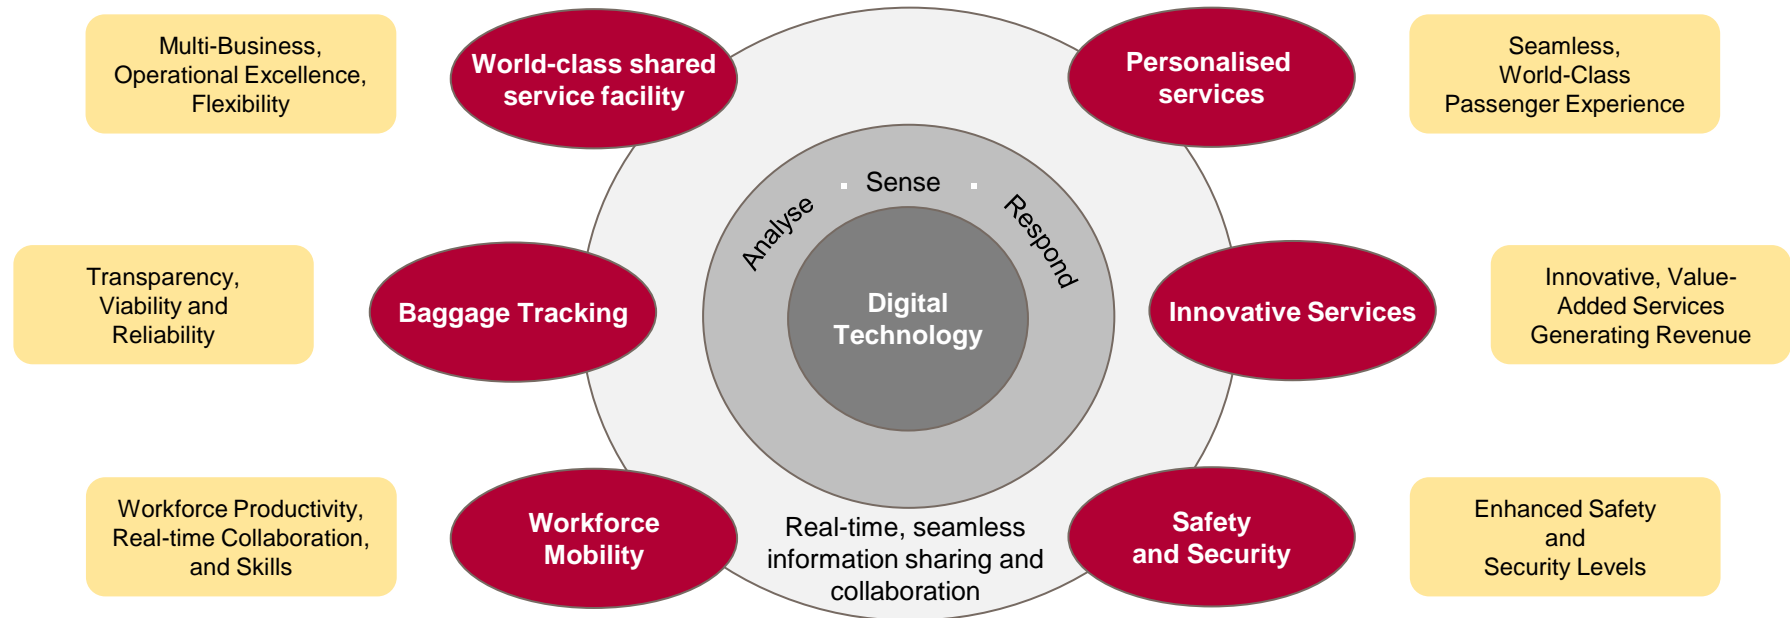 Multi-Business,
Operational Excellence,
Flexibility
World-class shared
service facility
Personalised
services
Seamless,
World-Class
Passenger Experience
Analyse
Sense
Respond
Transparency,
Viability and
Reliability
Baggage Tracking
Digital
Technology
Innovative Services
Innovative, Value-
Added Services
Generating Revenue
Workforce Productivity,
Real-time Collaboration,
and Skills
Workforce
Mobility
Real-time, seamless
information sharing and
collaboration
Safety
and Security
Enhanced Safety
and
Security Levels